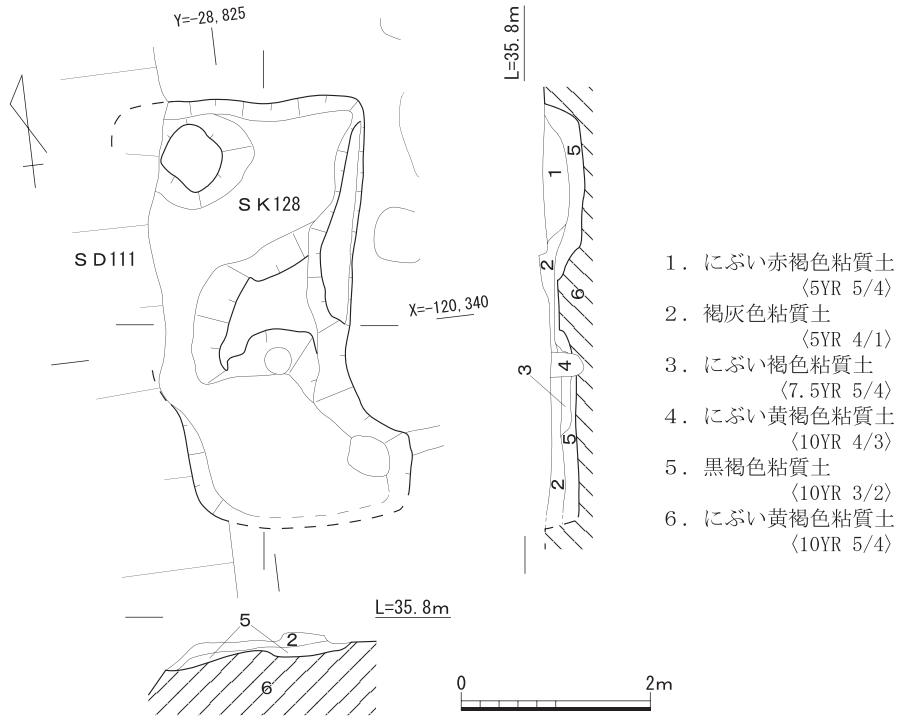 Y=-28,825
L=35.8m
SK128
SD111
X=-120,340
1
5
2
6
3
4
5
2
1．にぶい赤褐色粘質土
〈5YR 5/4〉
2．褐灰色粘質土
〈5YR 4/1〉
3．にぶい褐色粘質土
〈7.5YR 5/4〉
4．にぶい黄褐色粘質土
〈10YR 4/3〉
5．黒褐色粘質土
〈10YR 3/2〉
6．にぶい黄褐色粘質土
〈10YR 5/4〉
L=35.8m
5
2
6
0 2m